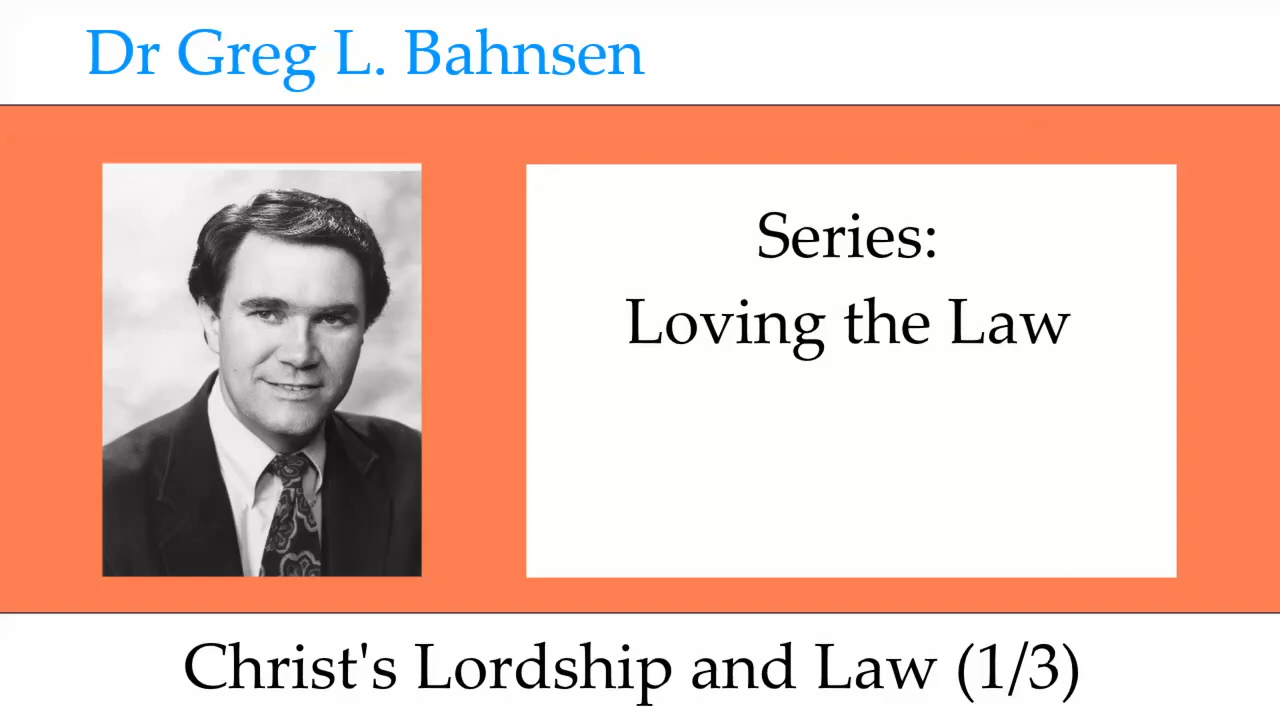 Dr Greg L. Bahnsen
Series:
Loving the Law
Christ's Lordship and Law (1/3)